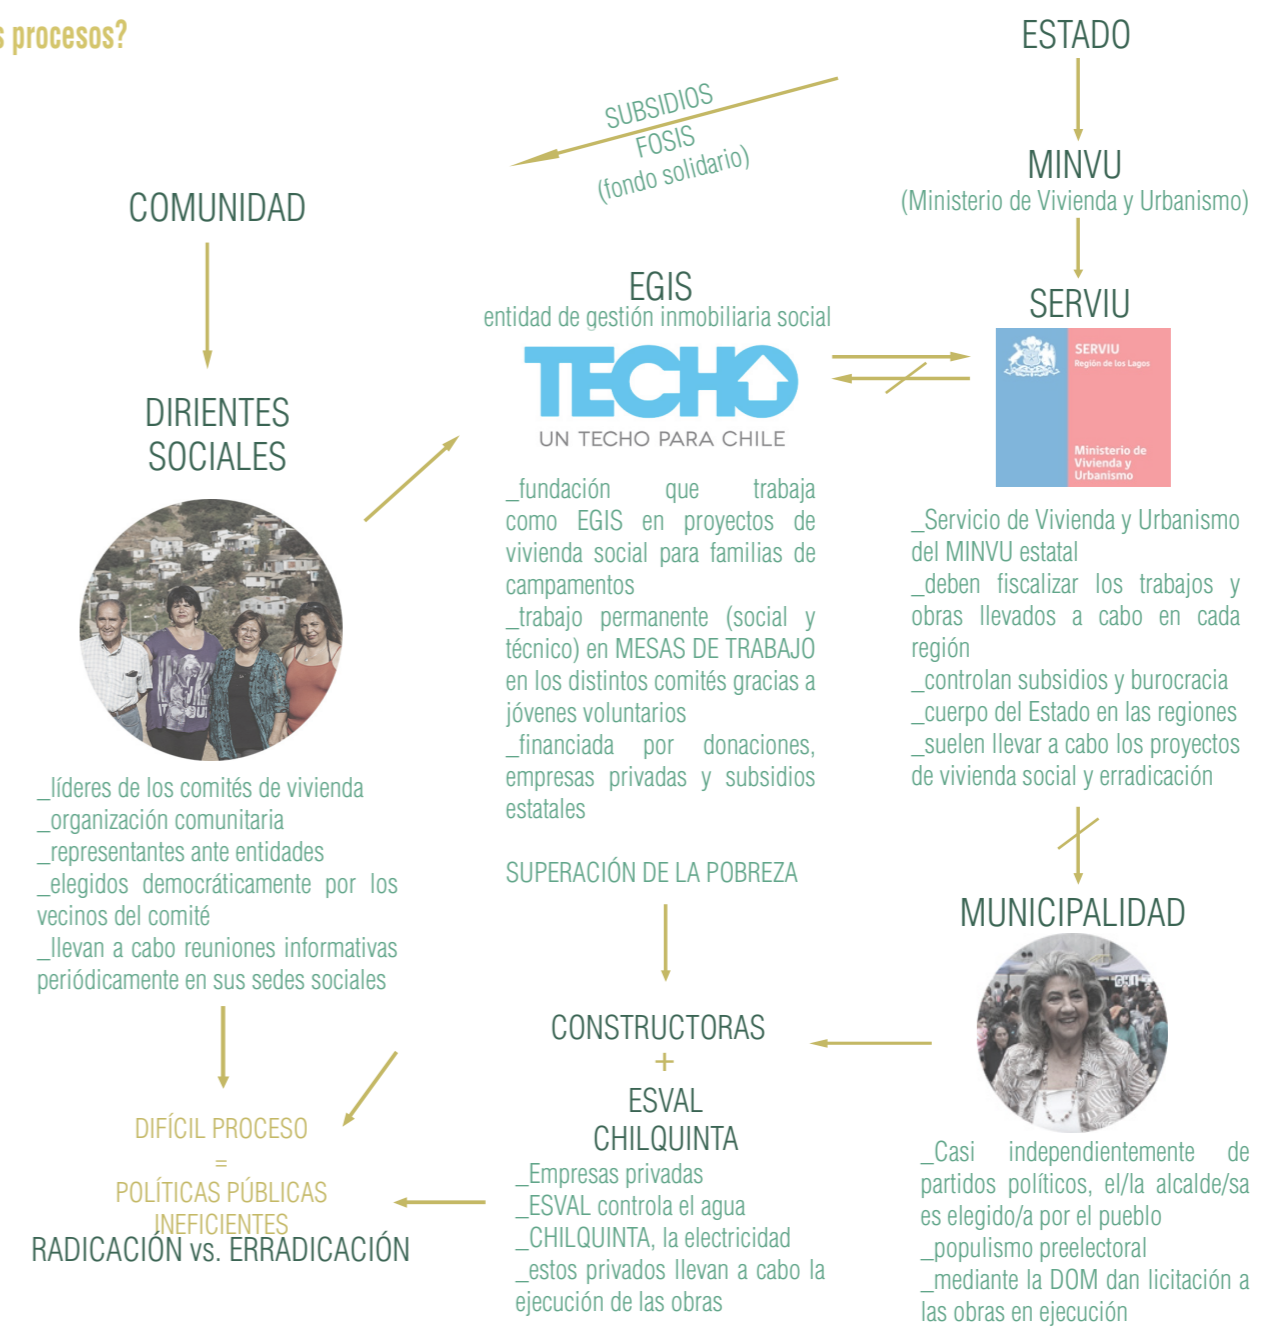 s procesos?
ESTADO
SUBSIDIOS
FOSIS
(fondo solidario)
MINVU
(Ministerio de Vivienda y Urbanismo)
COMUNIDAD
EGIS
entidad de gestión inmobiliaria social
TECHO
UN TECHO PARA CHILE
SERVIU
SERVIU
Región de los Lagos
Ministerio de
Vivienda y
Urbanismo
DIRIENTES
SOCIALES
_fundación que trabaja
como EGIS en proyectos de
vivienda social para familias de
campamentos
_trabajo permanente (social y
técnico) en MESAS DE TRABAJO
en los distintos comités gracias a
jóvenes voluntarios
_financiada por donaciones,
empresas privadas y subsidios
estatales
SUPERACIÓN DE LA POBREZA
_Servicio de Vivienda y Urbanismo
del MINVU estatal
_deben fiscalizar los trabajos y
obras llevados a cabo en cada
región
_controlan subsidios y burocracia
_cuerpo del Estado en las regiones
_suelen llevar a cabo los proyectos
de vivienda social y erradicación
_líderes de los comités de vivienda
_organización comunitaria
_representantes ante entidades
_elegidos democráticamente por los
vecinos del comité
_llevan a cabo reuniones informativas
periódicamente en sus sedes sociales
MUNICIPALIDAD
CONSTRUCTORAS
+
ESVAL
CHILQUINTA
_Empresas privadas
_ESVAL controla el agua
_CHILQUINTA, la electricidad
_estos privados llevan a cabo la
ejecución de las obras
DIFÍCIL PROCESO
=
POLÍTICAS PÚBLICAS
INEFICIENTES
RADICACIÓN vs. ERRADICACIÓN
_Casi independientemente de
partidos políticos, el/la alcalde/sa
es elegido/a por el pueblo
_populismo preelectoral
_mediante la DOM dan licitación a
las obras en ejecución